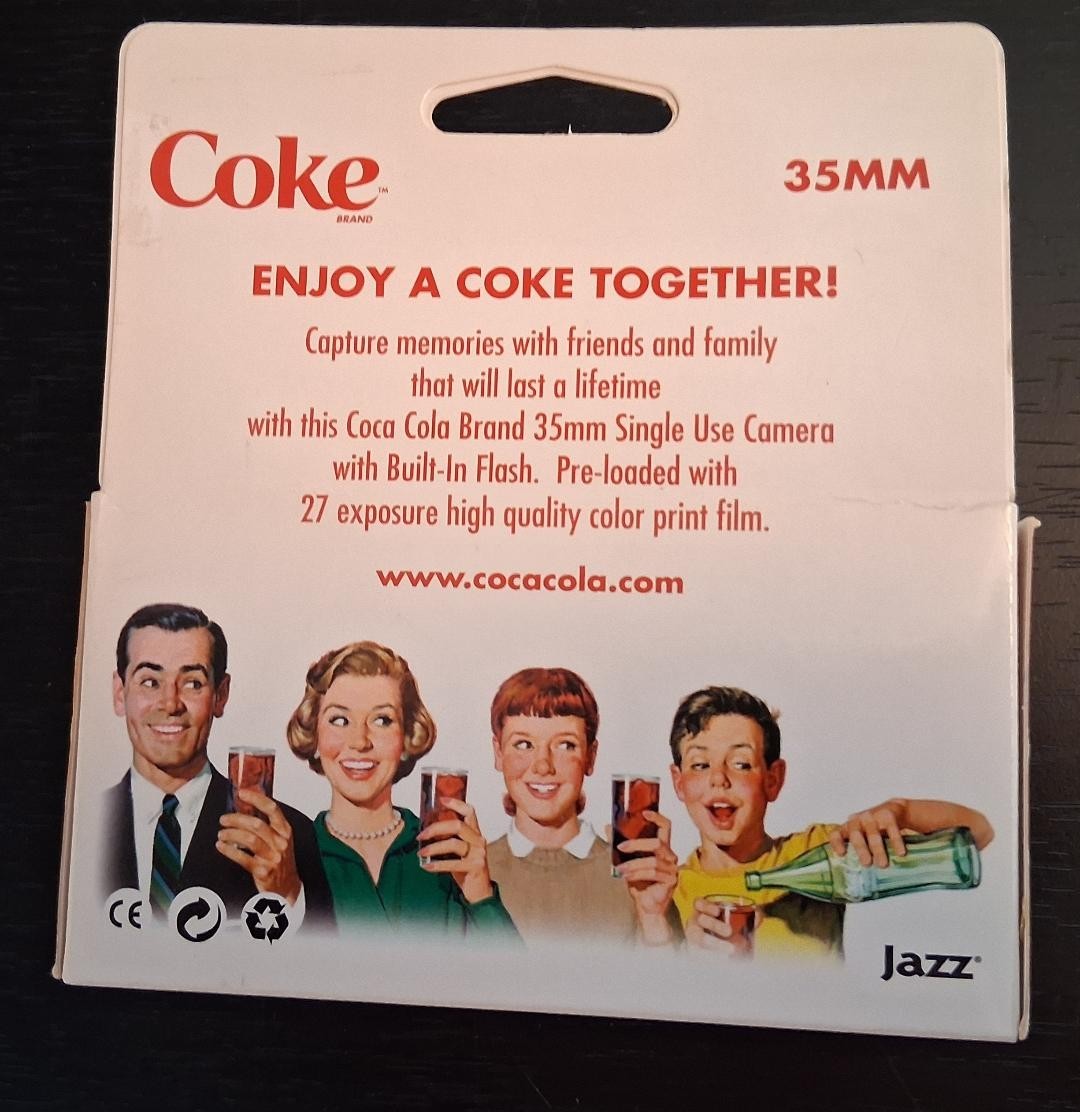 Coke™
BRAND
35MM
ENJOY A COKE TOGETHER!
Capture memories with friends and family
that will last a lifetime
with this Coca Cola Brand 35mm Single Use Camera
with Built-In Flash.  Pre-loaded with
27 exposure high quality color print film.
www.cocacola.com
CE
Jazz®